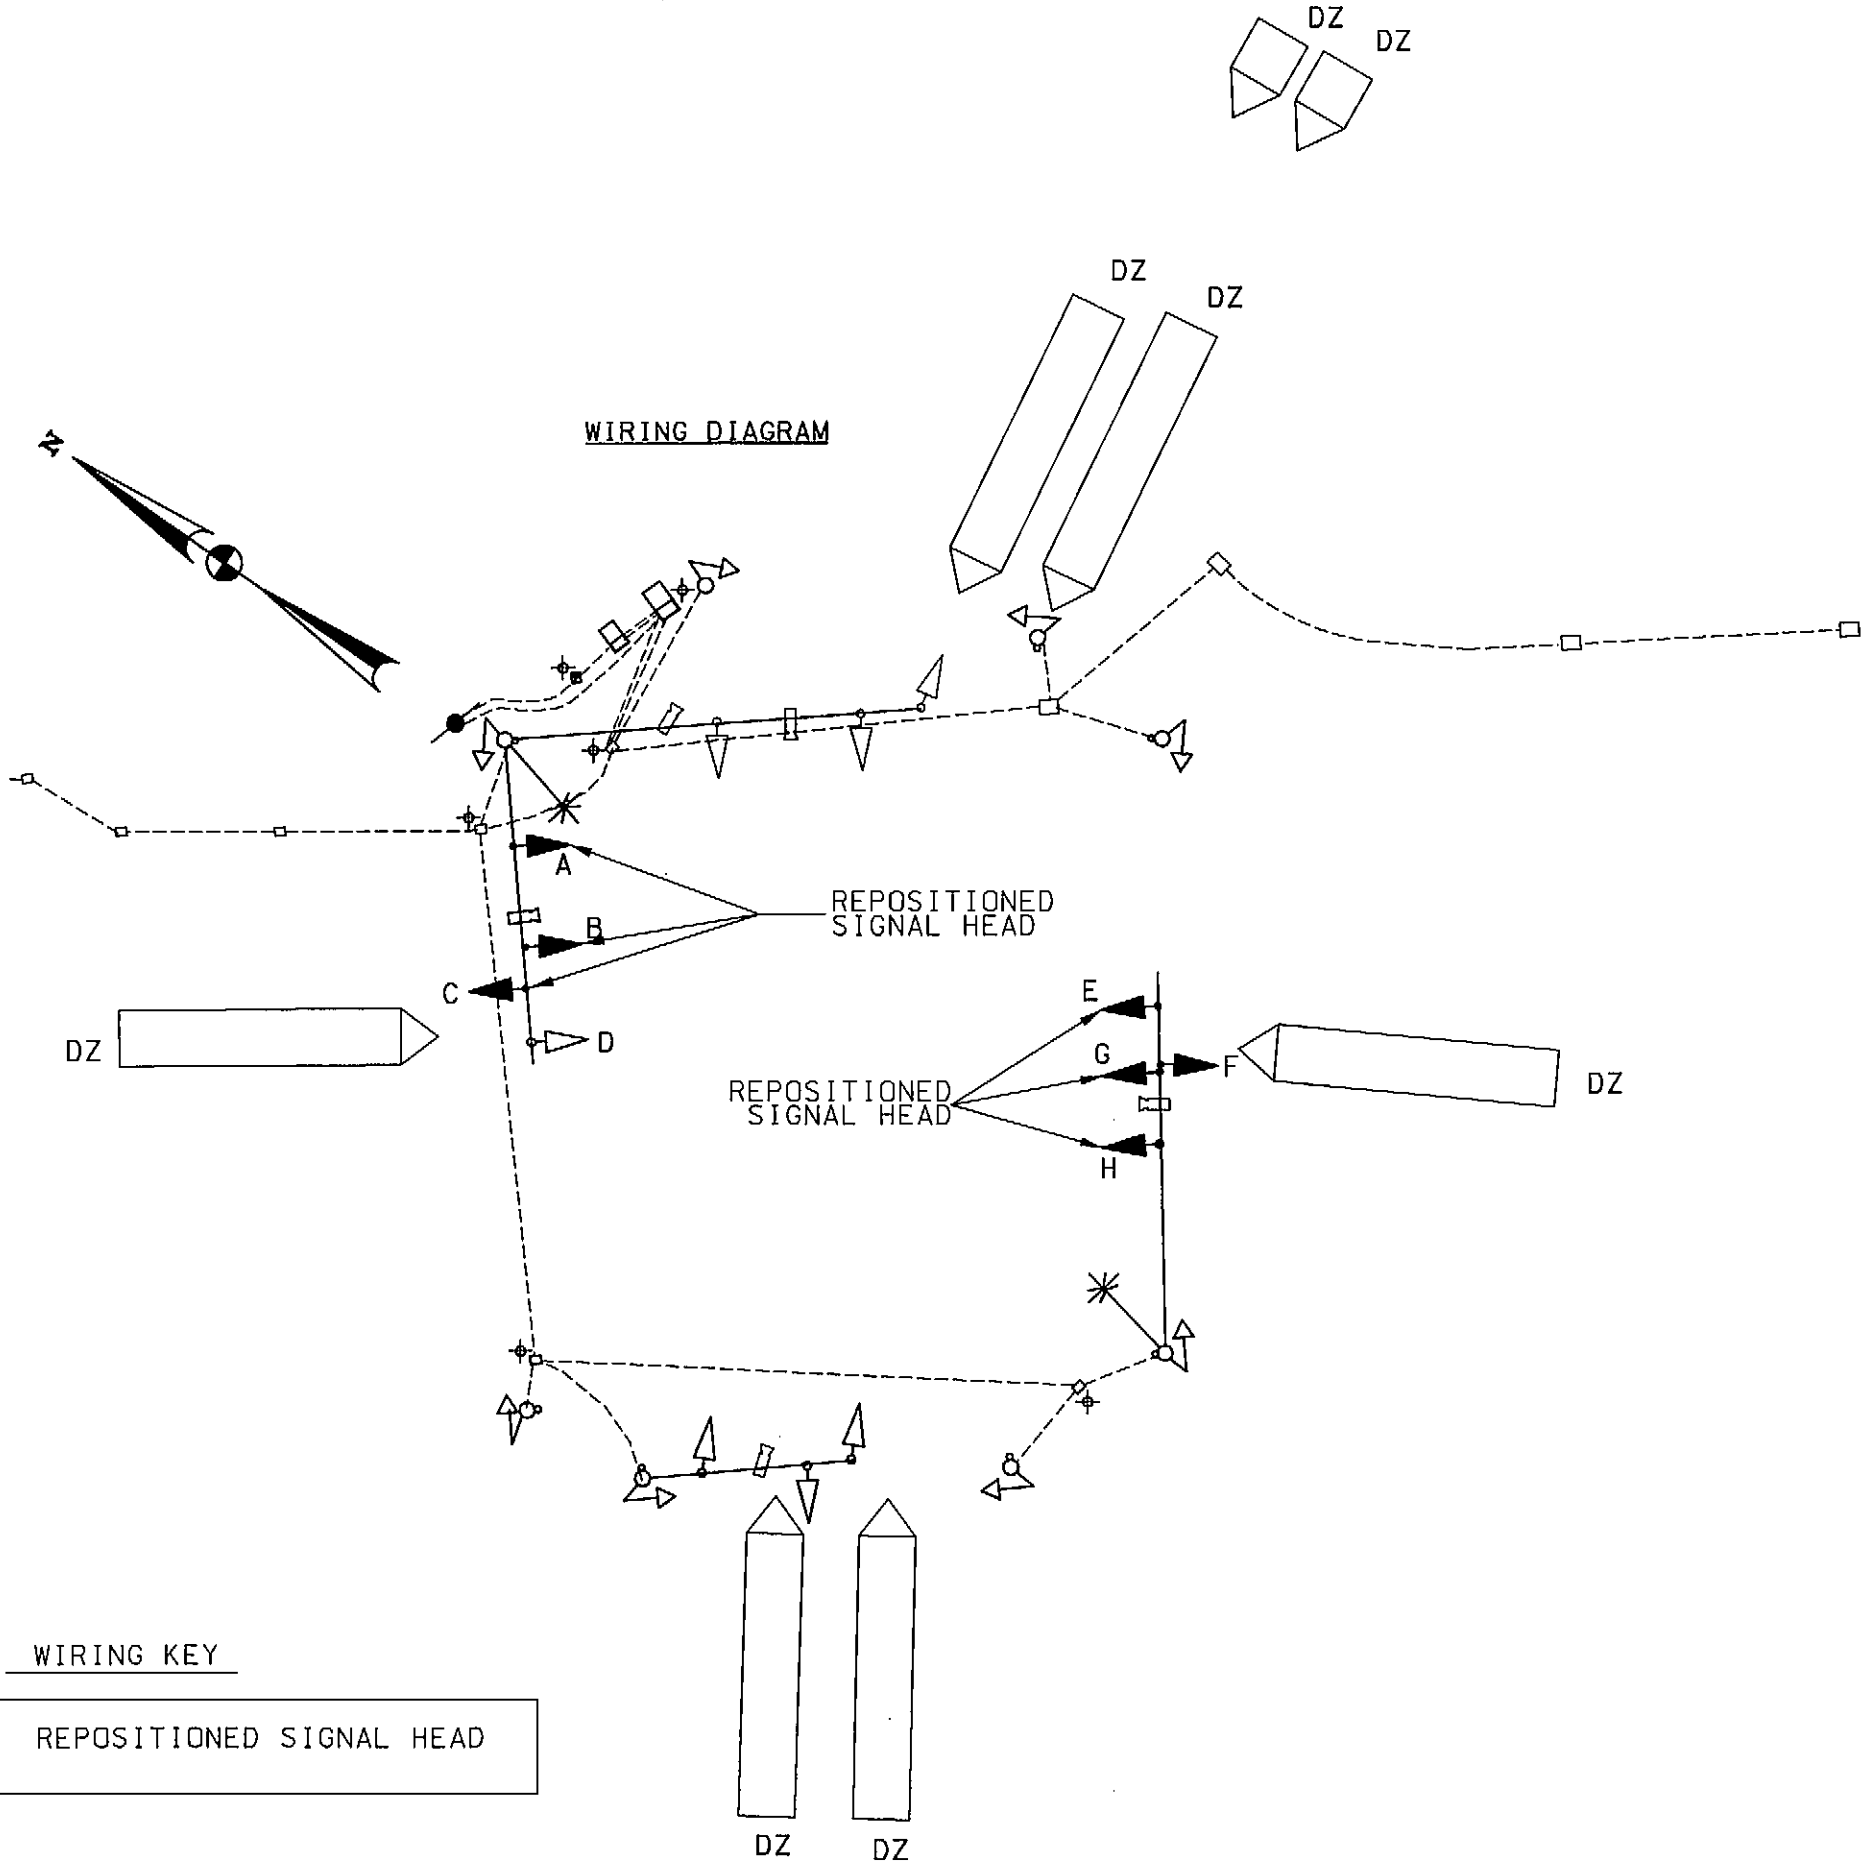 DZ
DZ
DZ
DZ
WIRING DIAGRAM
N
A
REPOSITIONED
SIGNAL HEAD
B
C
D
DZ
E
G
F
REPOSITIONED
SIGNAL HEAD
DZ
H
WIRING KEY
REPOSITIONED SIGNAL HEAD
DZ
DZ